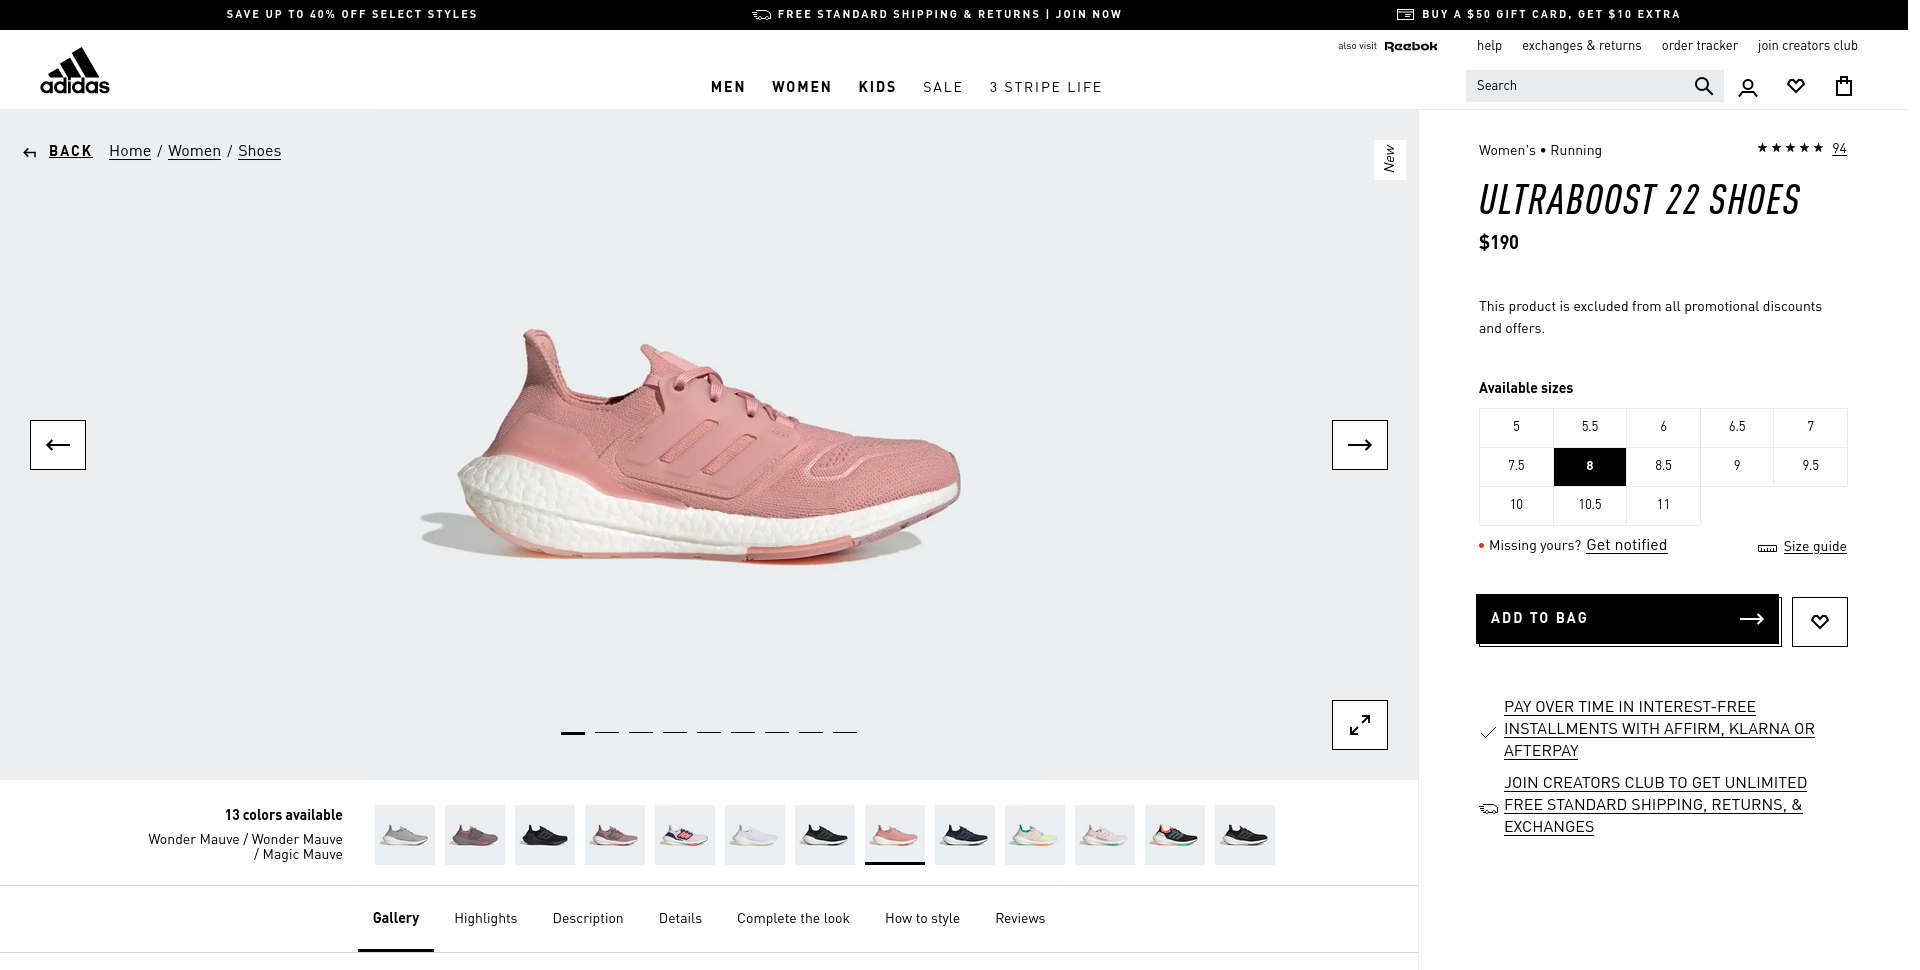 SAVE UP TO 40% OFF SELECT STYLES
FREE STANDARD SHIPPING & RETURNS | JOIN NOW
BUY A $50 GIFT CARD, GET $10 EXTRA
also visit Reebok
help
exchanges & returns
order tracker
join creators club
adidas
MEN
WOMEN
KIDS
SALE
3 STRIPE LIFE
Search
BACK
Home / Women / Shoes
New
Women's • Running
94
ULTRABOOST 22 SHOES
$190
This product is excluded from all promotional discounts
and offers.
Available sizes
5 5.5 6 6.5 7
7.5 8 8.5 9 9.5
10 10.5 11
Missing yours? Get notified
Size guide
ADD TO BAG
PAY OVER TIME IN INTEREST-FREE
INSTALLMENTS WITH AFFIRM, KLARNA OR
AFTERPAY
JOIN CREATORS CLUB TO GET UNLIMITED
FREE STANDARD SHIPPING, RETURNS, &
EXCHANGES
13 colors available
Wonder Mauve / Wonder Mauve
/ Magic Mauve
Gallery
Highlights
Description
Details
Complete the look
How to style
Reviews